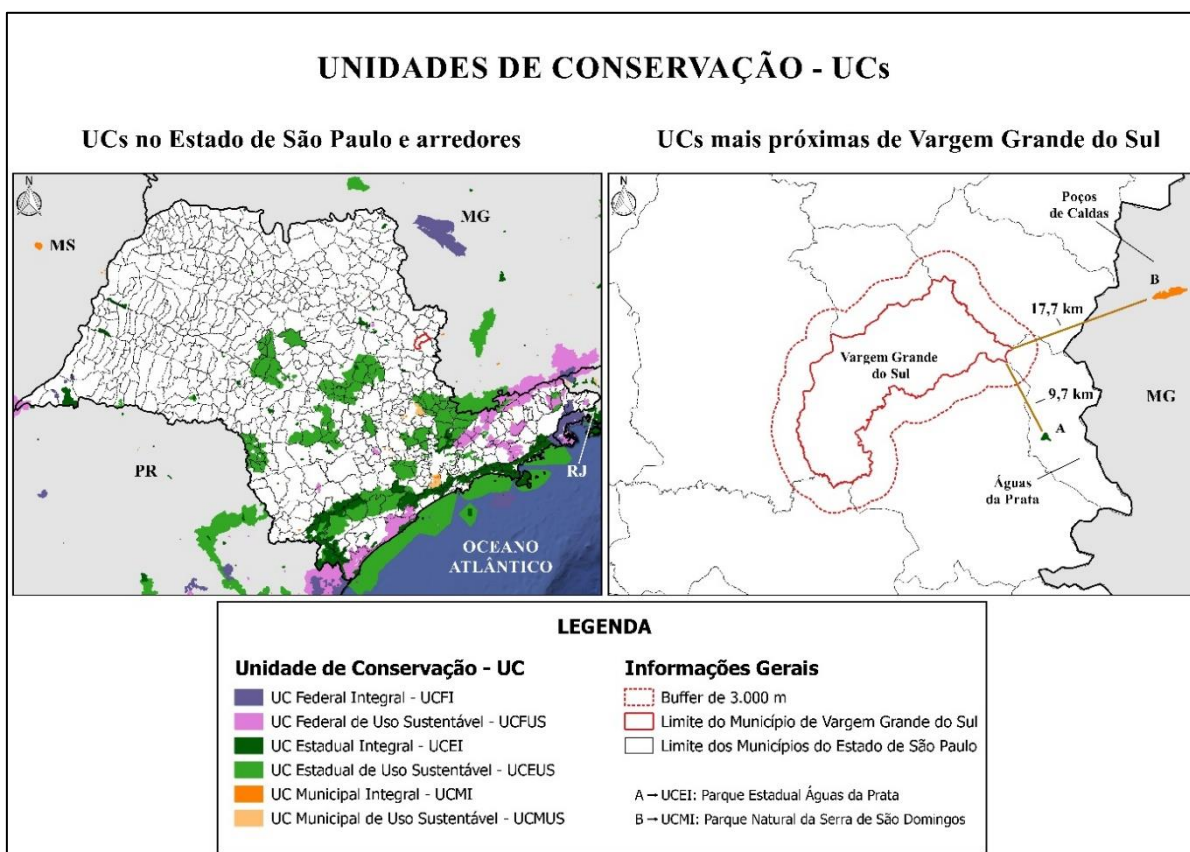 UNIDADES DE CONSERVAÇÃO - UCs
UCs no Estado de São Paulo e arredores
N
MG
MS
PR
RJ
OCEANO
ATLÂNTICO
UCs mais próximas de Vargem Grande do Sul
N
Poços
de Caldas
B
17,7 km
Vargem Grande
do Sul
9,7 km
A
MG
Águas
da Prata
LEGENDA
Unidade de Conservação - UC
UC Federal Integral - UCFI
UC Federal de Uso Sustentável - UCFUS
UC Estadual Integral - UCEI
UC Estadual de Uso Sustentável - UCEUS
UC Municipal Integral - UCMI
UC Municipal de Uso Sustentável - UCMUS
Informações Gerais
Buffer de 3.000 m
Limite do Município de Vargem Grande do Sul
Limite dos Municípios do Estado de São Paulo
A → UCEI: Parque Estadual Águas da Prata
B → UCMI: Parque Natural da Serra de São Domingos